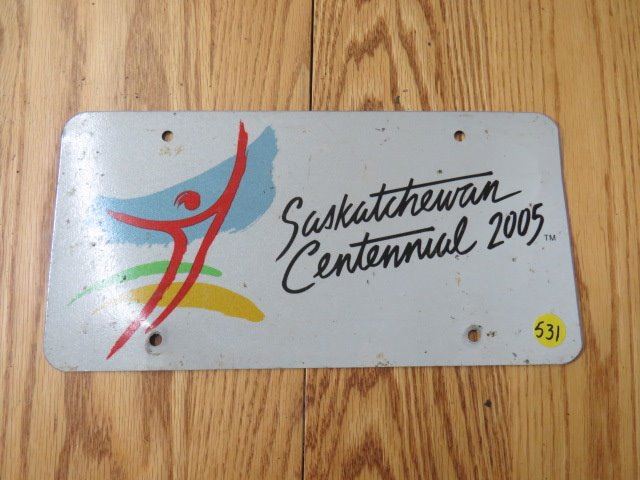 Saskatchewan
Centennial 2005 ™
531